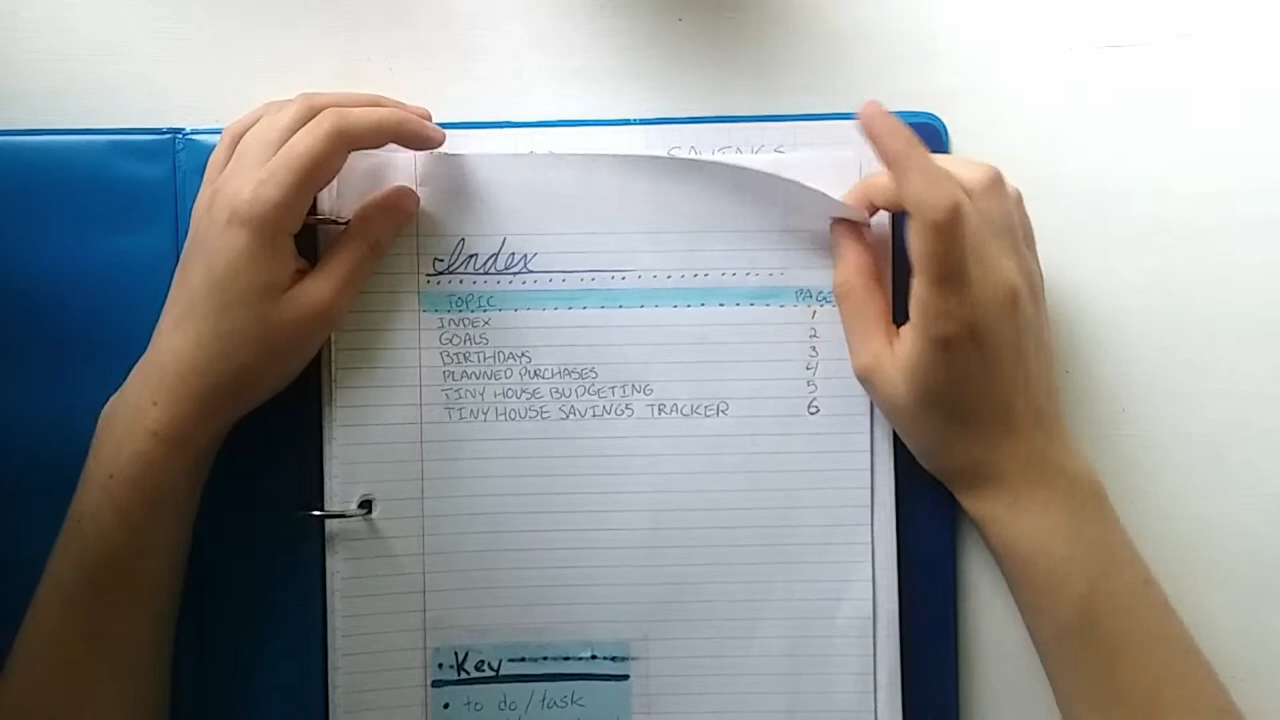 Index
TOPIC PAGE
INDEX 1
GOALS 2
BIRTHDAYS 3
PLANNED PURCHASES 4
TINY HOUSE BUDGETING 5
TINY HOUSE SAVINGS TRACKER 6
Key
• to do/task